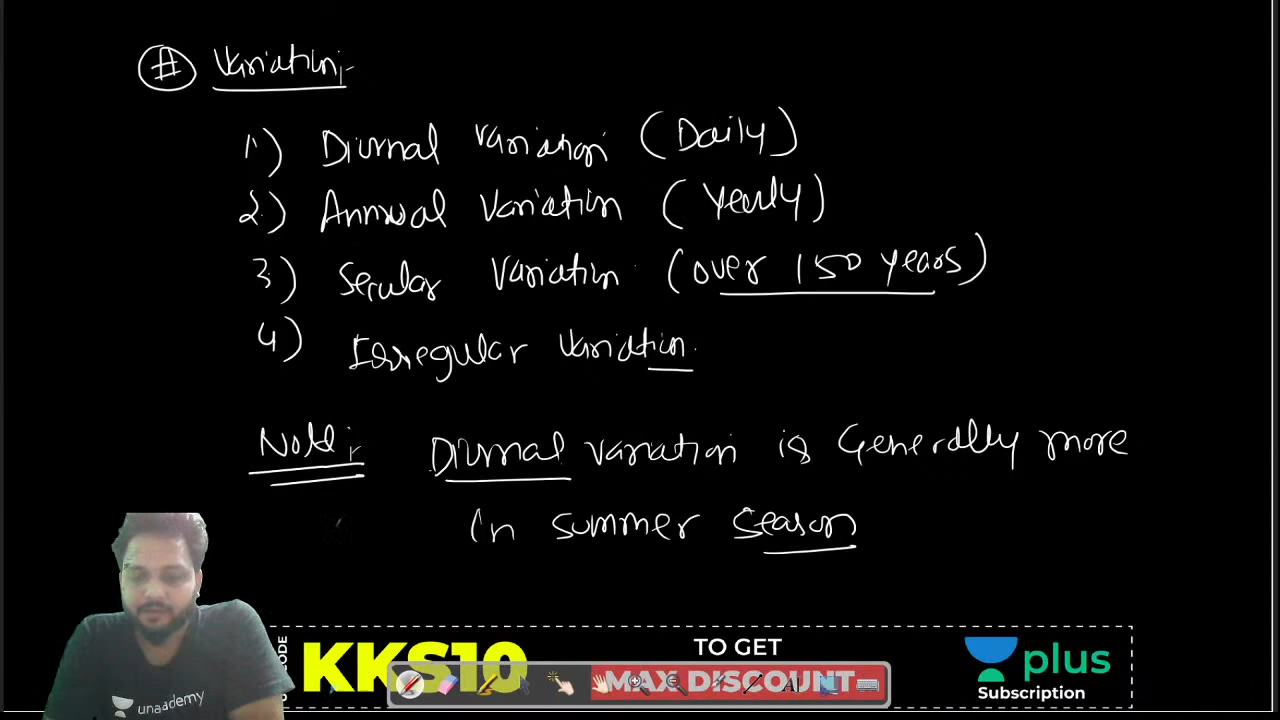 # Variation:-
1) Diurnal variation (Daily)
2) Annual Variation (Yearly)
3) Secular Variation (over 150 years)
4) Irregular Variation.
Note:- Diurnal variation is Generally more
in summer season
KKS10
TO GET
MAX DISCOUNT
plus
Subscription
unacademy